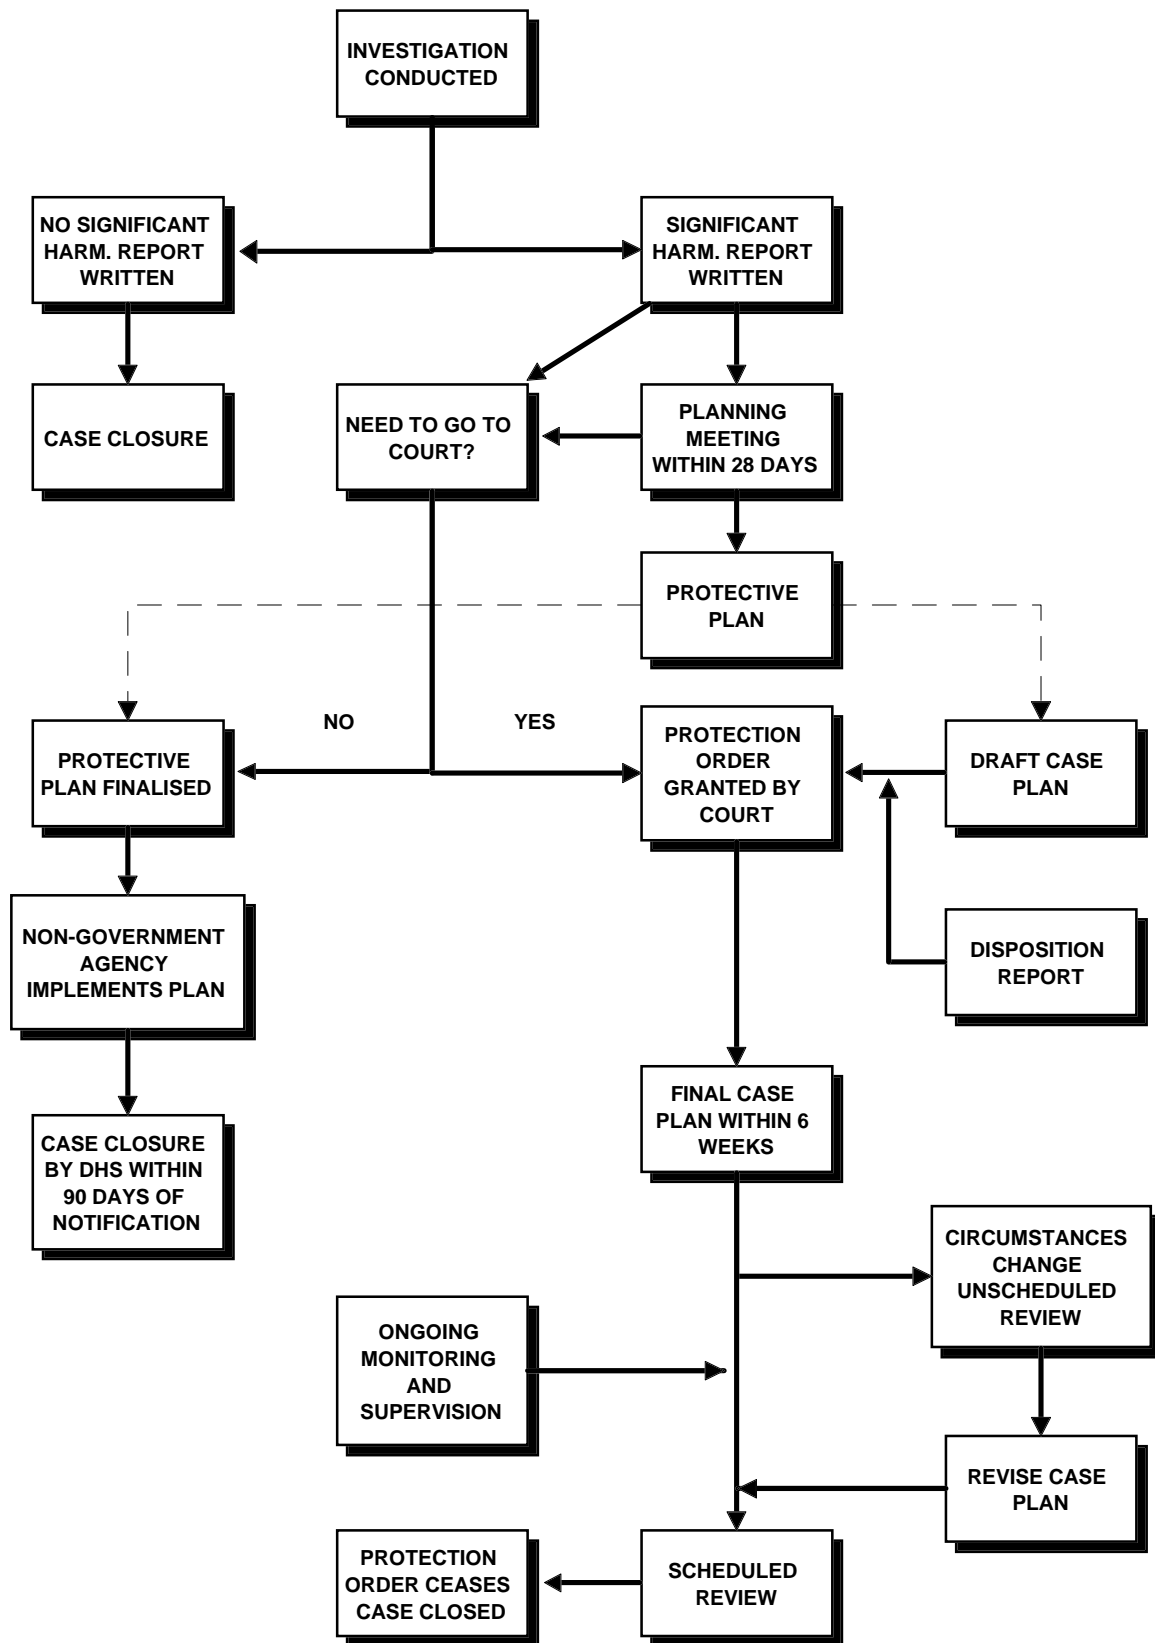 INVESTIGATION
CONDUCTED
NO SIGNIFICANT
HARM. REPORT
WRITTEN
SIGNIFICANT
HARM. REPORT
WRITTEN
CASE CLOSURE
NEED TO GO TO
COURT?
PLANNING
MEETING
WITHIN 28 DAYS
PROTECTIVE
PLAN
NO
YES
PROTECTIVE
PLAN FINALISED
PROTECTION
ORDER
GRANTED BY
COURT
DRAFT CASE
PLAN
NON-GOVERNMENT
AGENCY
IMPLEMENTS PLAN
DISPOSITION
REPORT
FINAL CASE
PLAN WITHIN 6
WEEKS
CASE CLOSURE
BY DHS WITHIN
90 DAYS OF
NOTIFICATION
CIRCUMSTANCES
CHANGE
UNSCHEDULED
REVIEW
ONGOING
MONITORING
AND
SUPERVISION
REVISE CASE
PLAN
PROTECTION
ORDER CEASES
CASE CLOSED
SCHEDULED
REVIEW